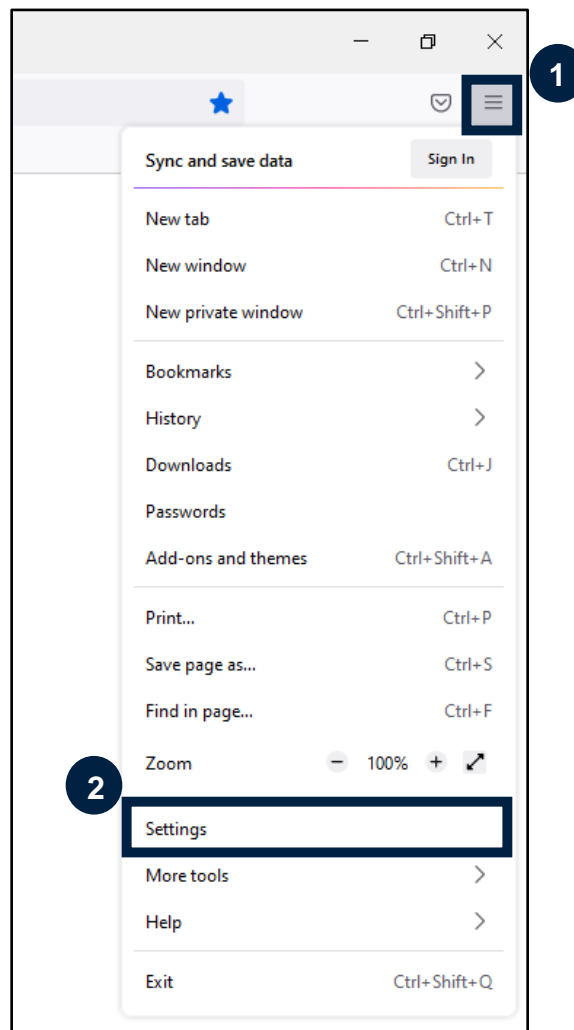 1
Sync and save data Sign In
New tab Ctrl+T
New window Ctrl+N
New private window Ctrl+Shift+P
Bookmarks
History
Downloads Ctrl+J
Passwords
Add-ons and themes Ctrl+Shift+A
Print... Ctrl+P
Save page as... Ctrl+S
Find in page... Ctrl+F
Zoom − 100% +
2
Settings
More tools
Help
Exit Ctrl+Shift+Q